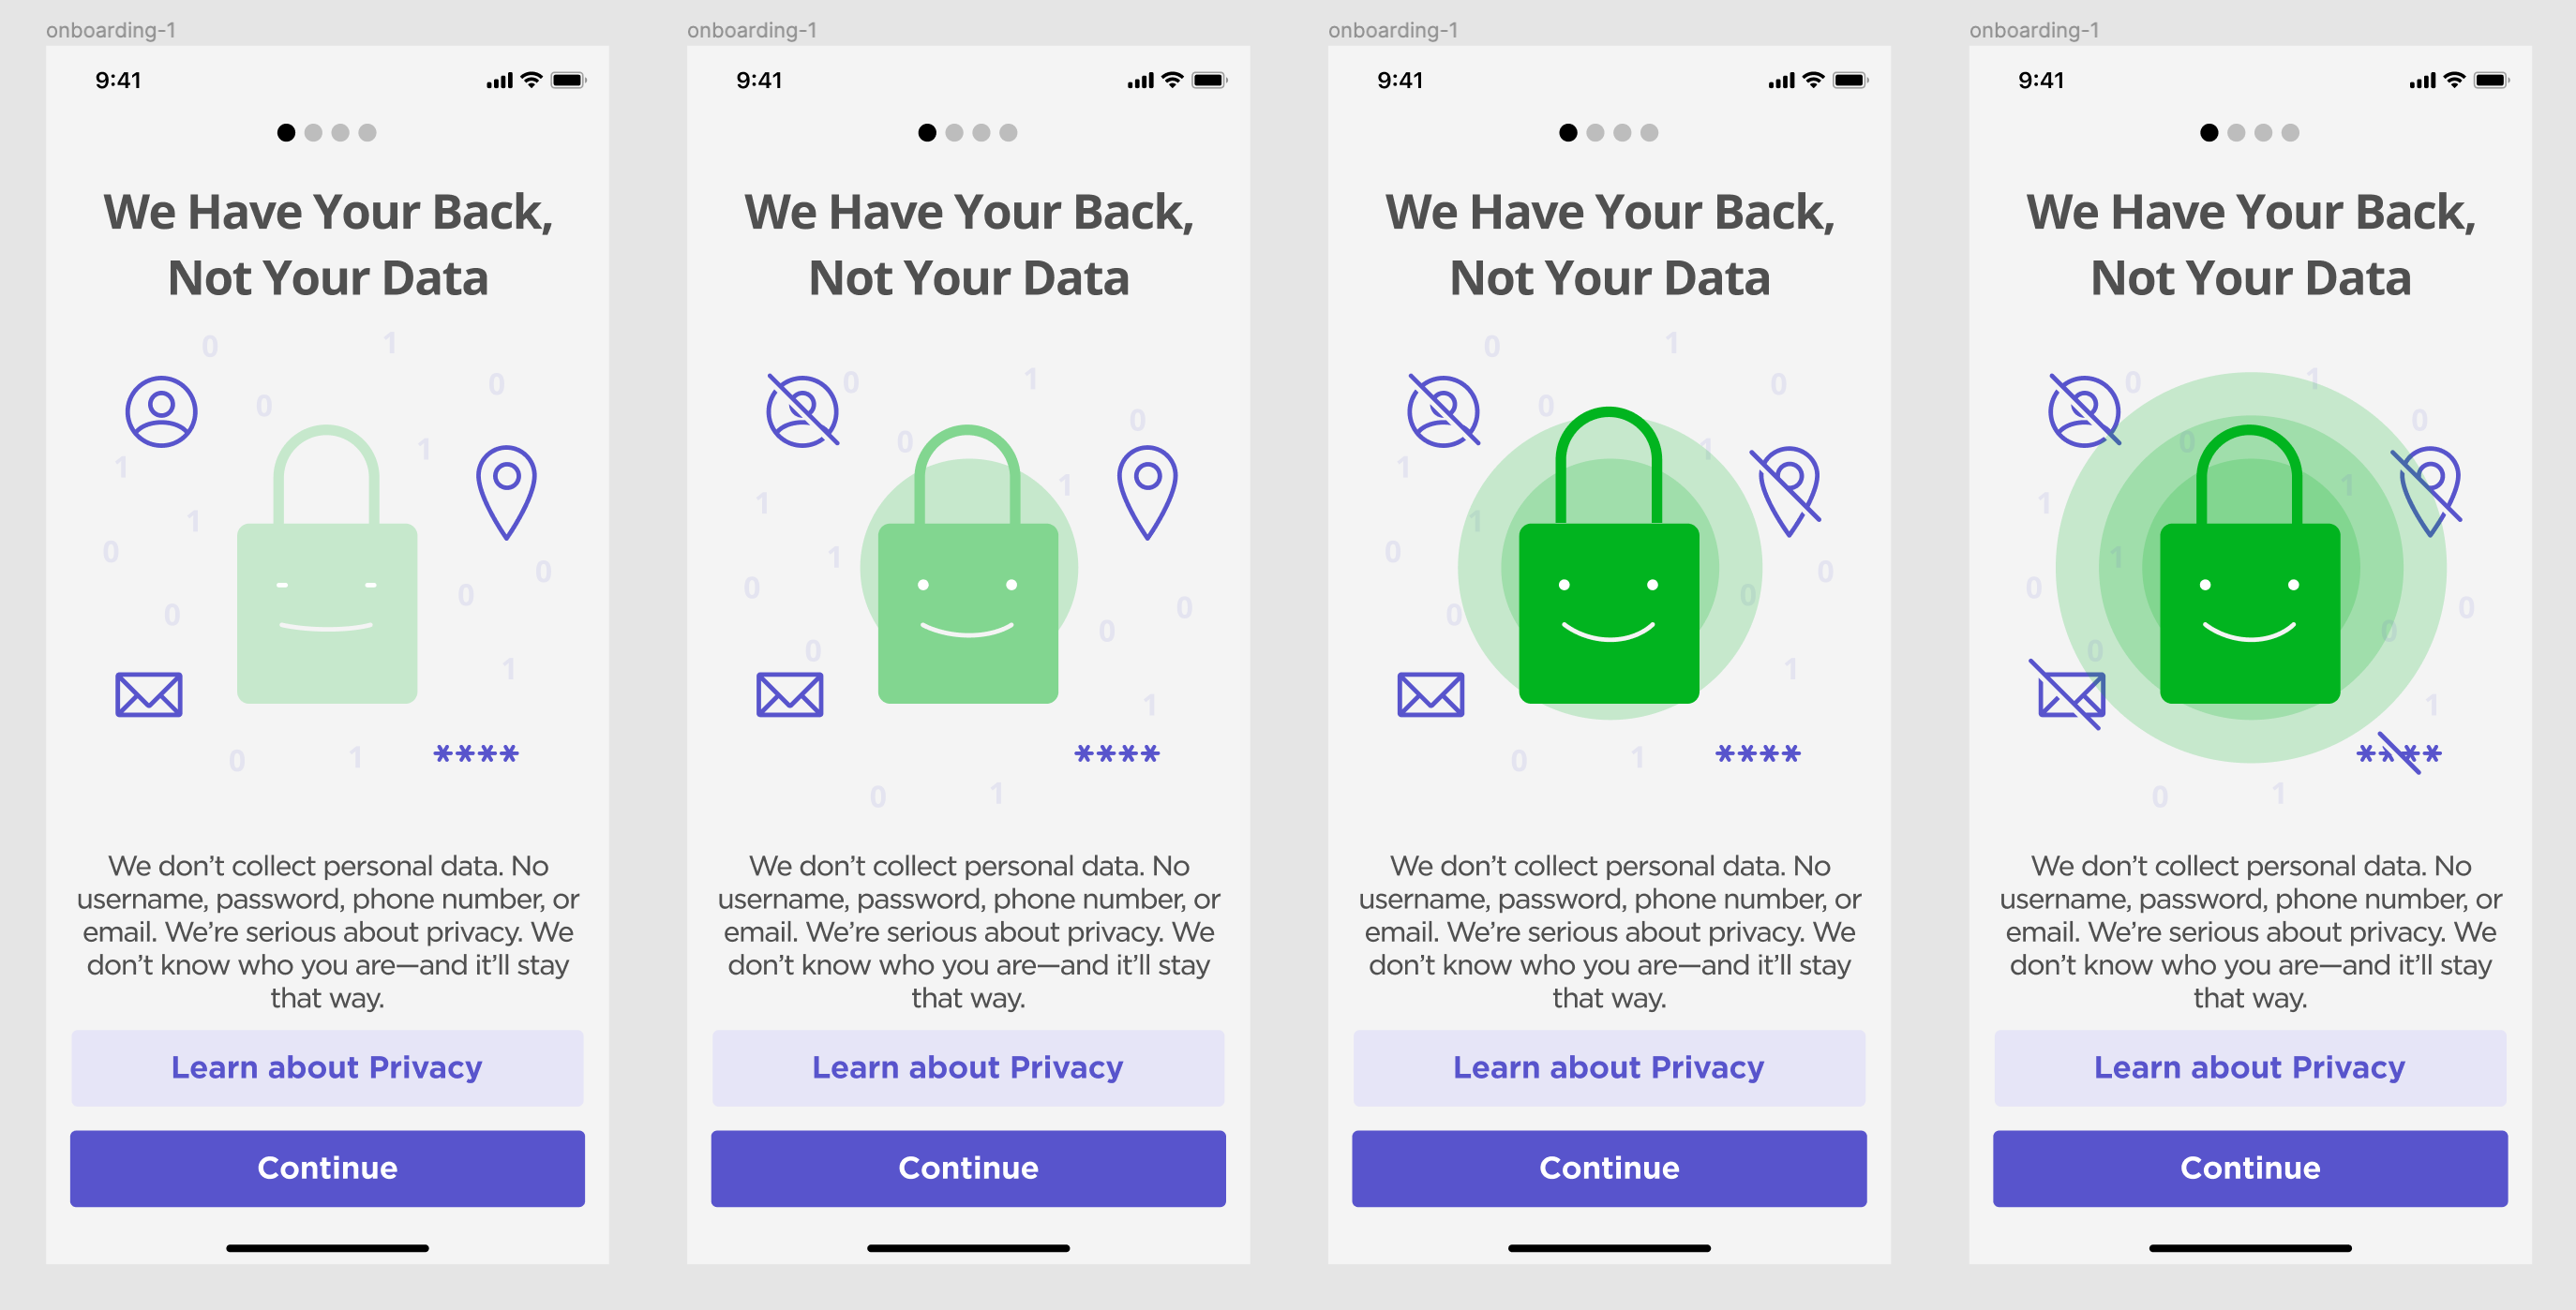 onboarding-1
9:41
We Have Your Back,
Not Your Data
0 1
0
0
1
1
1
0
0
0
0
1
0 1
****
We don’t collect personal data. No
username, password, phone number, or
email. We’re serious about privacy. We
don’t know who you are—and it’ll stay
that way.
Learn about Privacy
Continue
onboarding-1
9:41
We Have Your Back,
Not Your Data
0 1
0
0
1
1
1
0
0
0
0
1
****
0 1
We don’t collect personal data. No
username, password, phone number, or
email. We’re serious about privacy. We
don’t know who you are—and it’ll stay
that way.
Learn about Privacy
Continue
onboarding-1
9:41
We Have Your Back,
Not Your Data
0 1
0
0
1
1
1
0
0
0
0
1
0 1
****
We don’t collect personal data. No
username, password, phone number, or
email. We’re serious about privacy. We
don’t know who you are—and it’ll stay
that way.
Learn about Privacy
Continue
onboarding-1
9:41
We Have Your Back,
Not Your Data
0 1
0
0
1
1
1
0
0
0
0
1
****
0 1
We don’t collect personal data. No
username, password, phone number, or
email. We’re serious about privacy. We
don’t know who you are—and it’ll stay
that way.
Learn about Privacy
Continue